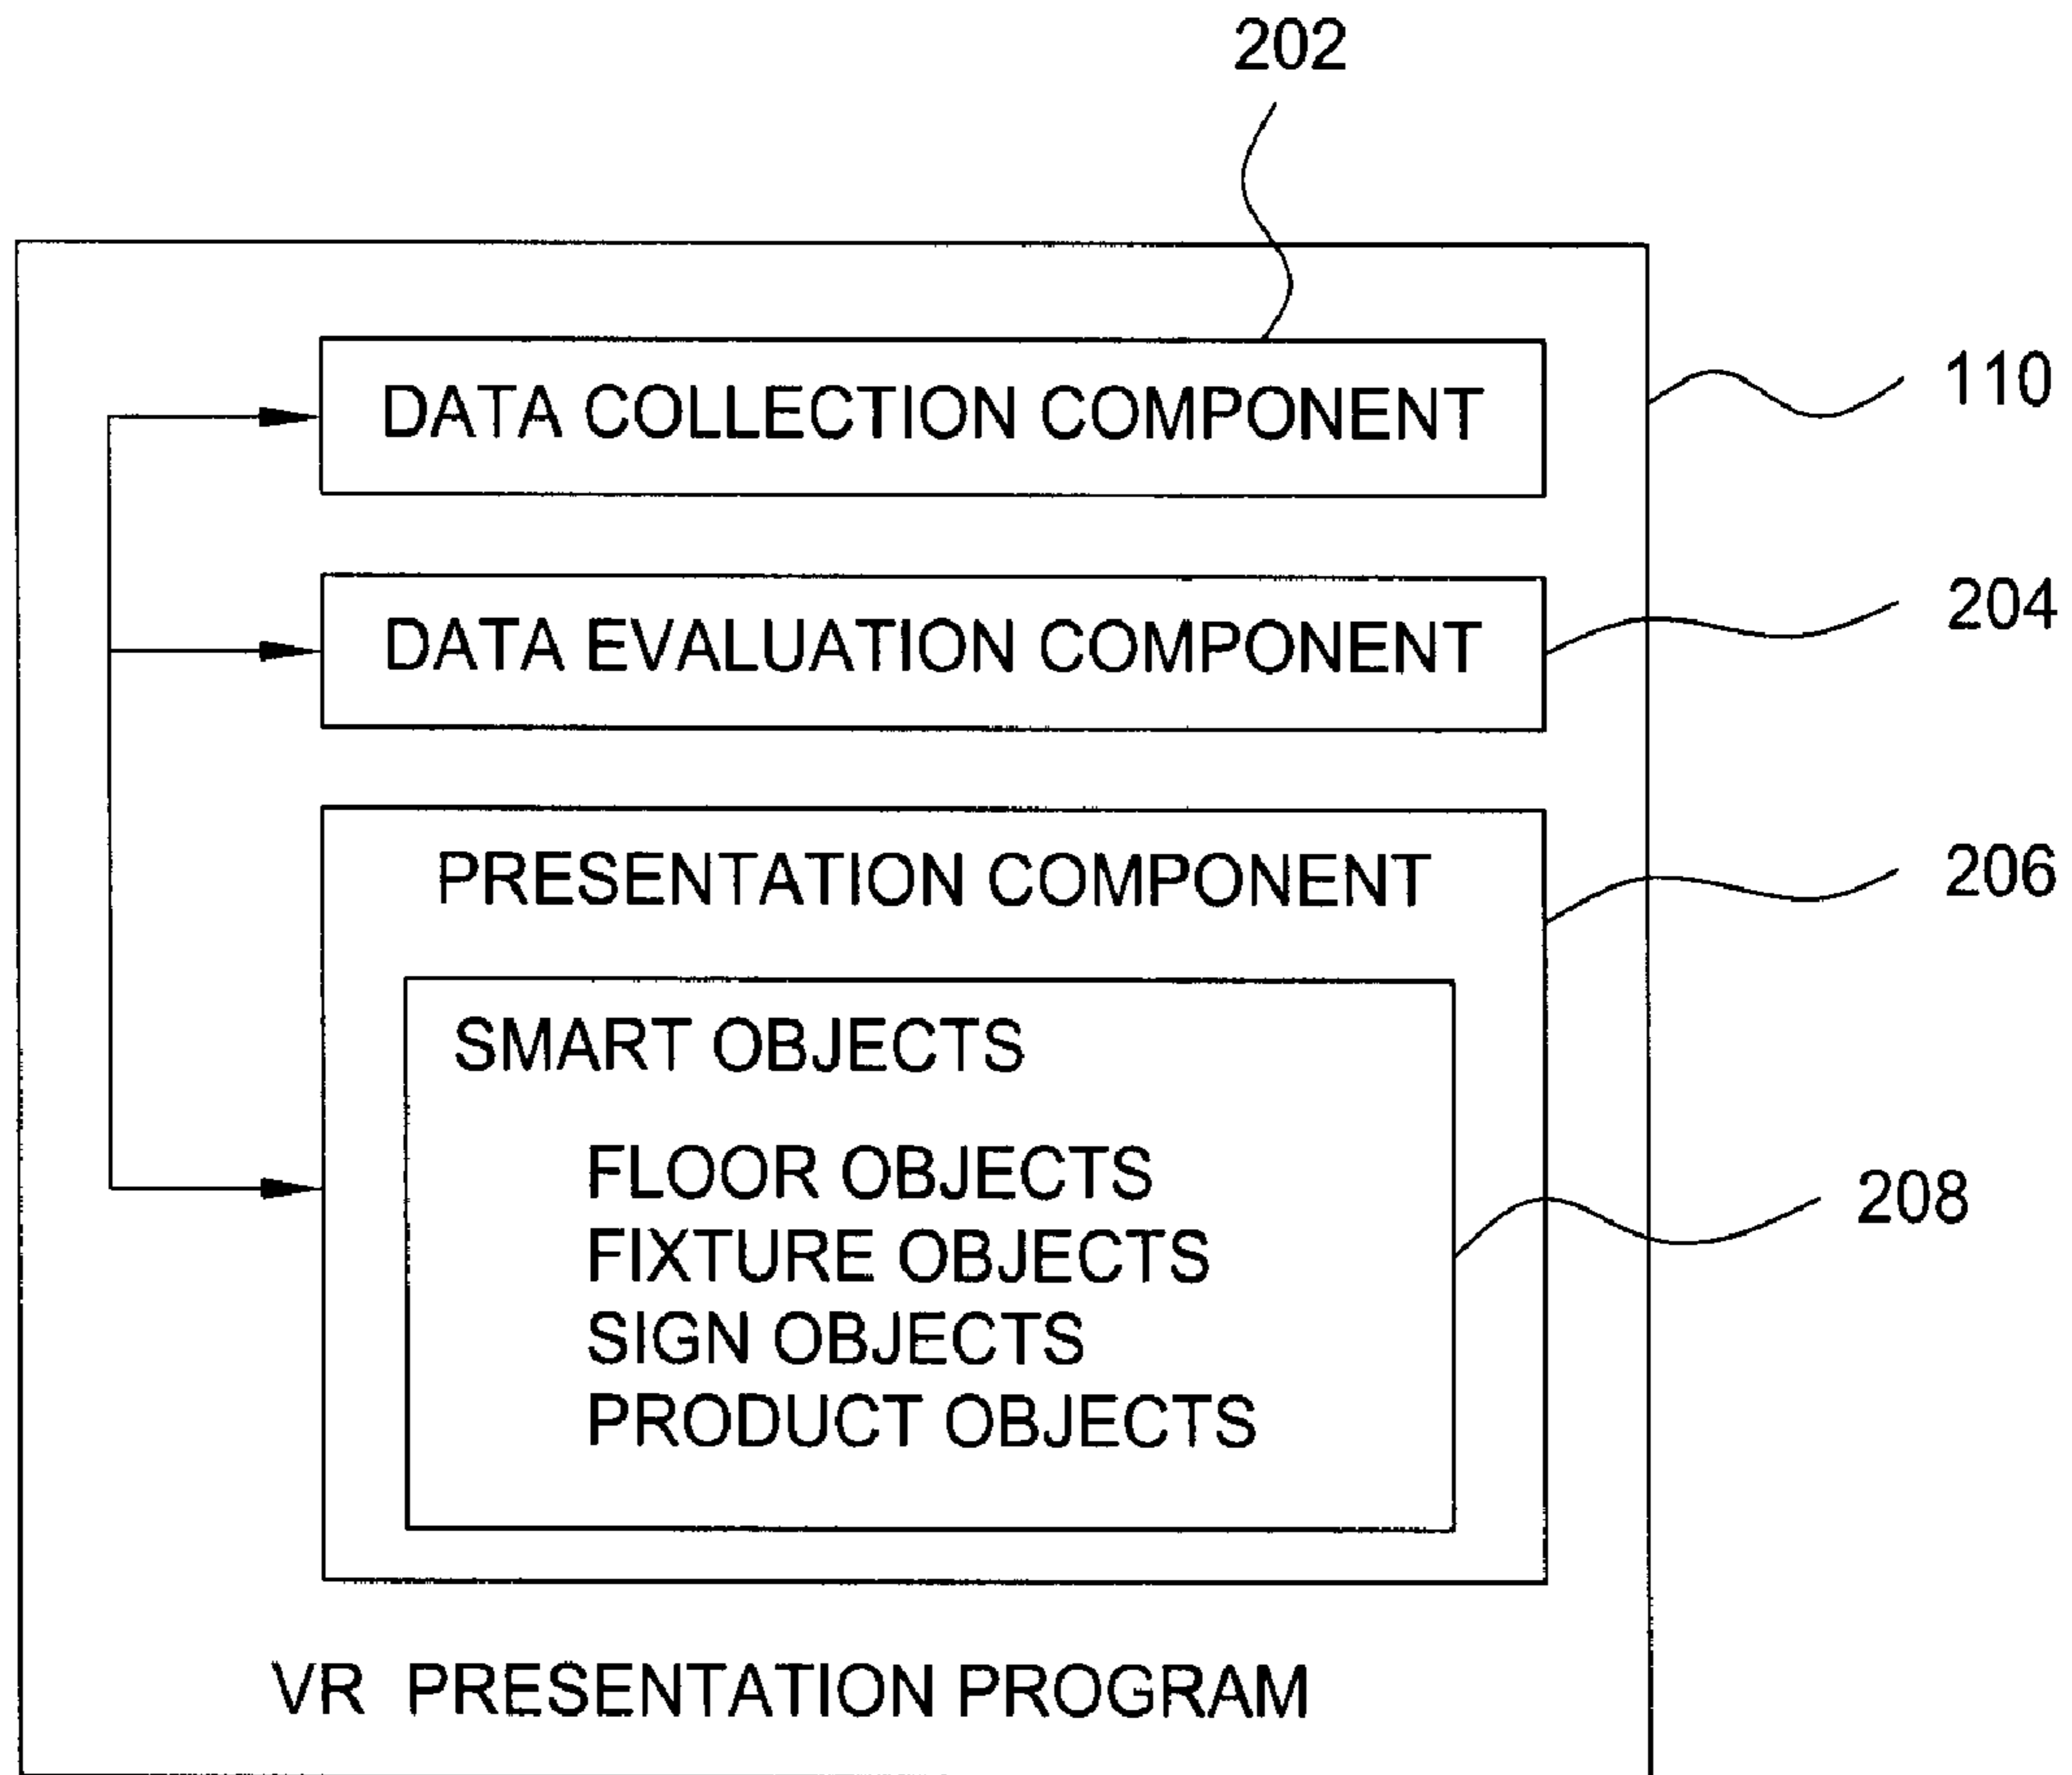 202
110
DATA COLLECTION COMPONENT
204
DATA EVALUATION COMPONENT
206
PRESENTATION COMPONENT
SMART OBJECTS
FLOOR OBJECTS
208
FIXTURE OBJECTS
SIGN OBJECTS
PRODUCT OBJECTS
VR PRESENTATION PROGRAM